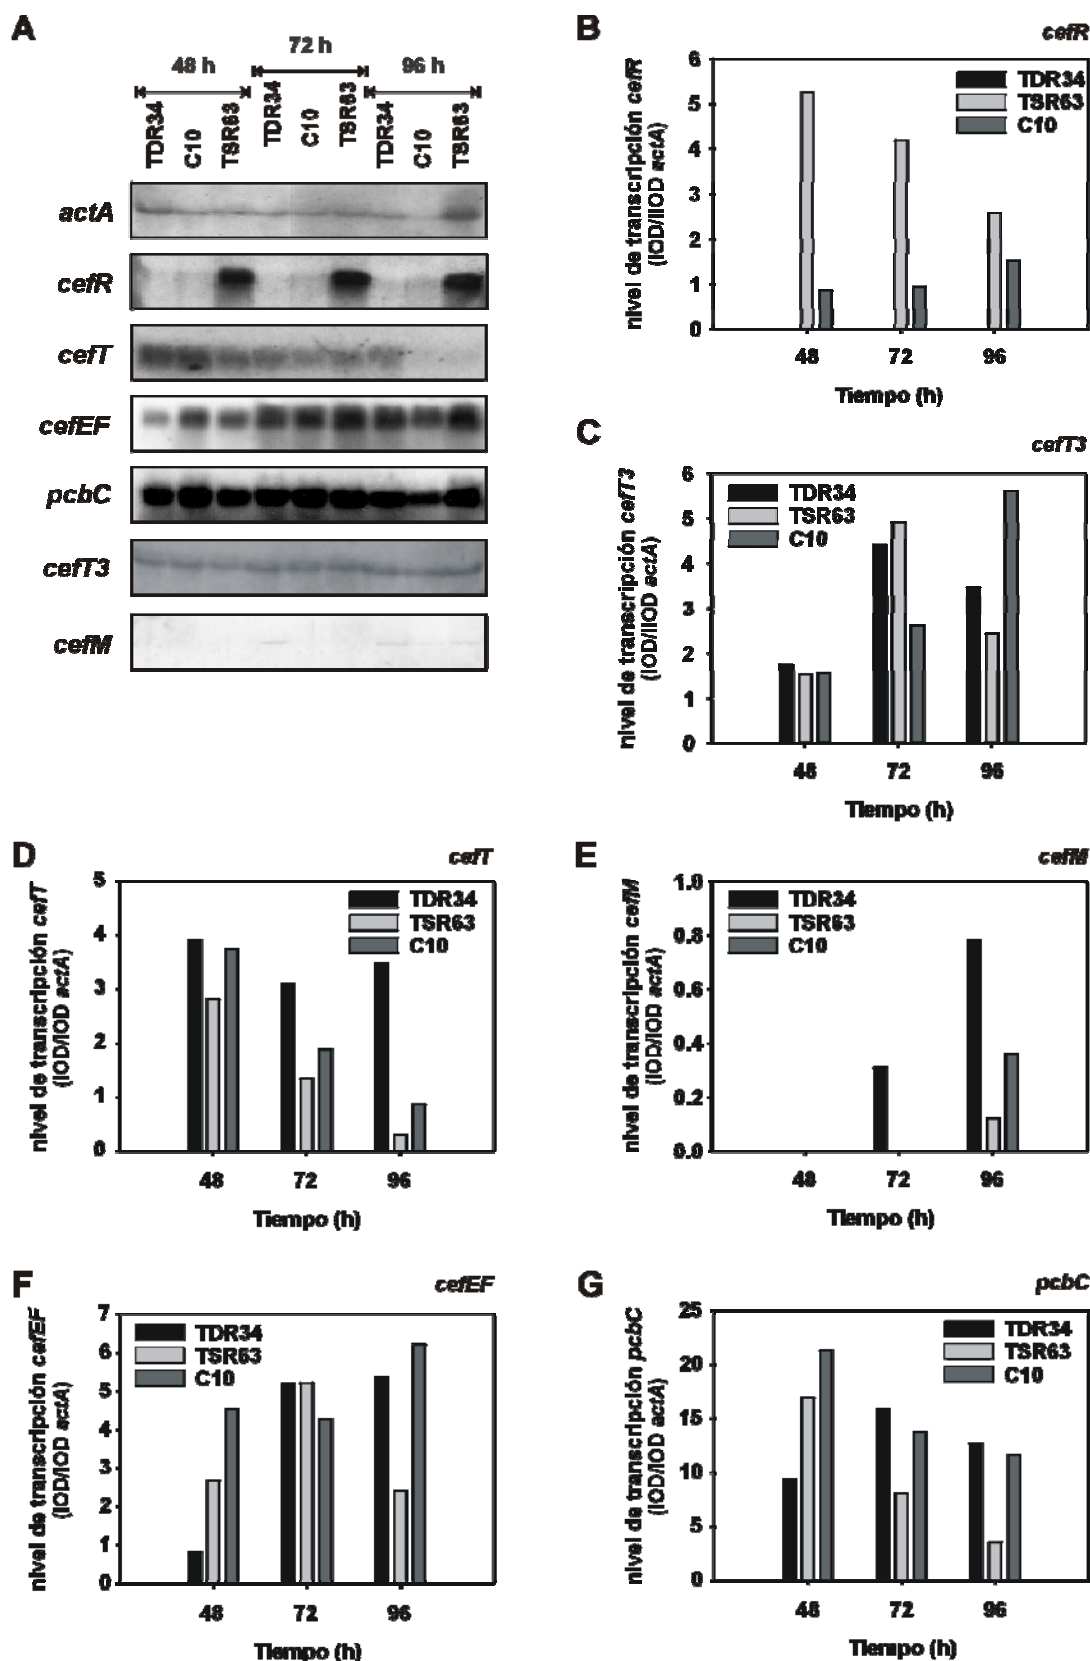 A
48 h
72 h
96 h
TDR34
C10
TSR63
TDR34
C10
TSR63
TDR34
C10
TSR63
actA
cefR
cefT
cefEF
pcbC
cefT3
cefM
B
cefR
nivel de transcripción cefR
(IOD/IIOD actA)
6
5
4
3
2
1
0
TDR34
TSR63
C10
48
72
96
Tiempo (h)
C
cefT3
nivel de transcripción cefT3
(IOD/IIOD actA)
6
5
4
3
2
1
0
TDR34
TSR63
C10
48
72
96
Tiempo (h)
D
cefT
nivel de transcripción cefT
(IOD/IOD actA)
5
4
3
2
1
0
TDR34
TSR63
C10
48
72
96
Tiempo (h)
E
cefM
nivel de transcripción cefM
(IOD/IOD actA)
1.0
0.8
0.6
0.4
0.2
0.0
TDR34
TSR63
C10
48
72
96
Tiempo (h)
F
cefEF
nivel de transcripción cefEF
(IOD/IOD actA)
7
6
5
4
3
2
1
0
TDR34
TSR63
C10
48
72
96
Tiempo (h)
G
pcbC
nivel de transcripción pcbC
(IOD/IOD actA)
25
20
15
10
5
0
TDR34
TSR63
C10
48
72
96
Tiempo (h)